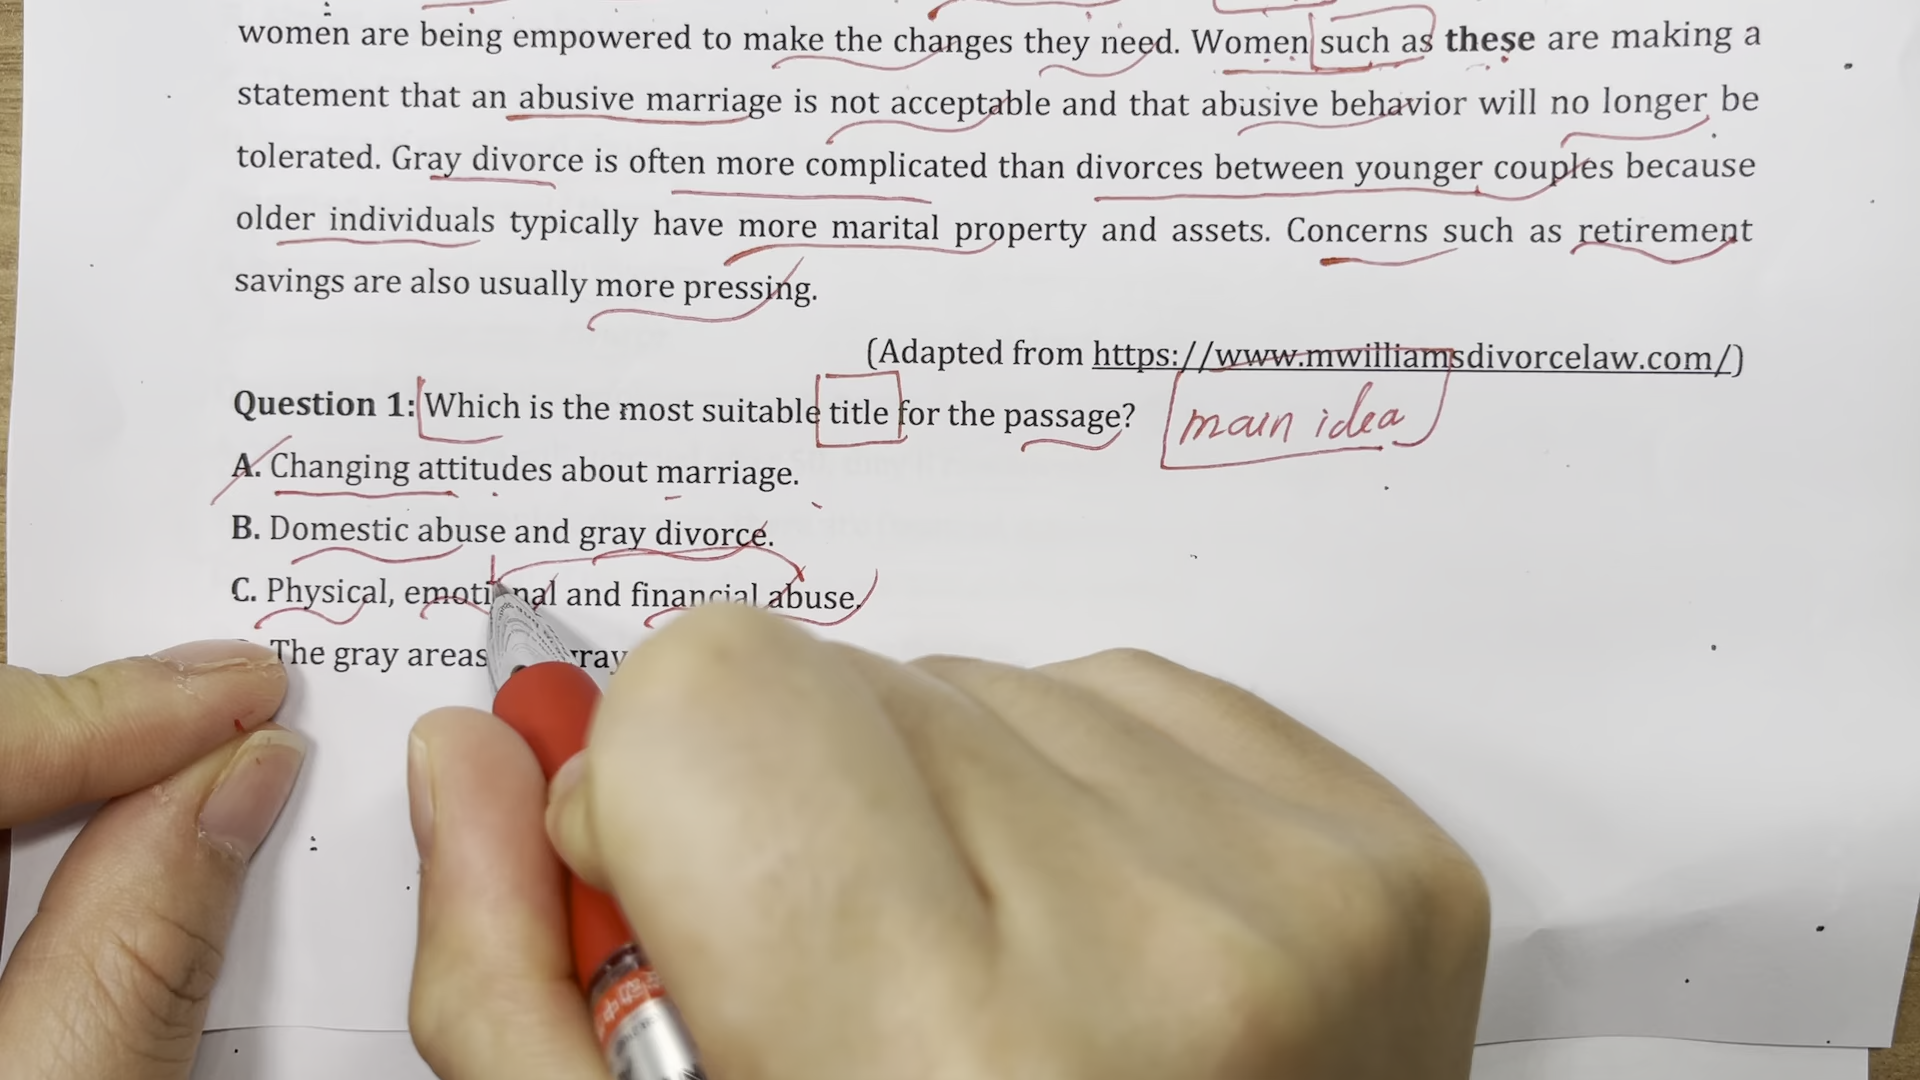 women are being empowered to make the changes they need. Women such as these are making a
statement that an abusive marriage is not acceptable and that abusive behavior will no longer be
tolerated. Gray divorce is often more complicated than divorces between younger couples because
older individuals typically have more marital property and assets. Concerns such as retirement
savings are also usually more pressing.
(Adapted from https://www.mwilliamsdivorcelaw.com/)
Question 1: Which is the most suitable title for the passage? main idea
A. Changing attitudes about marriage.
B. Domestic abuse and gray divorce.
C. Physical, emotional and financial abuse.
The gray areas